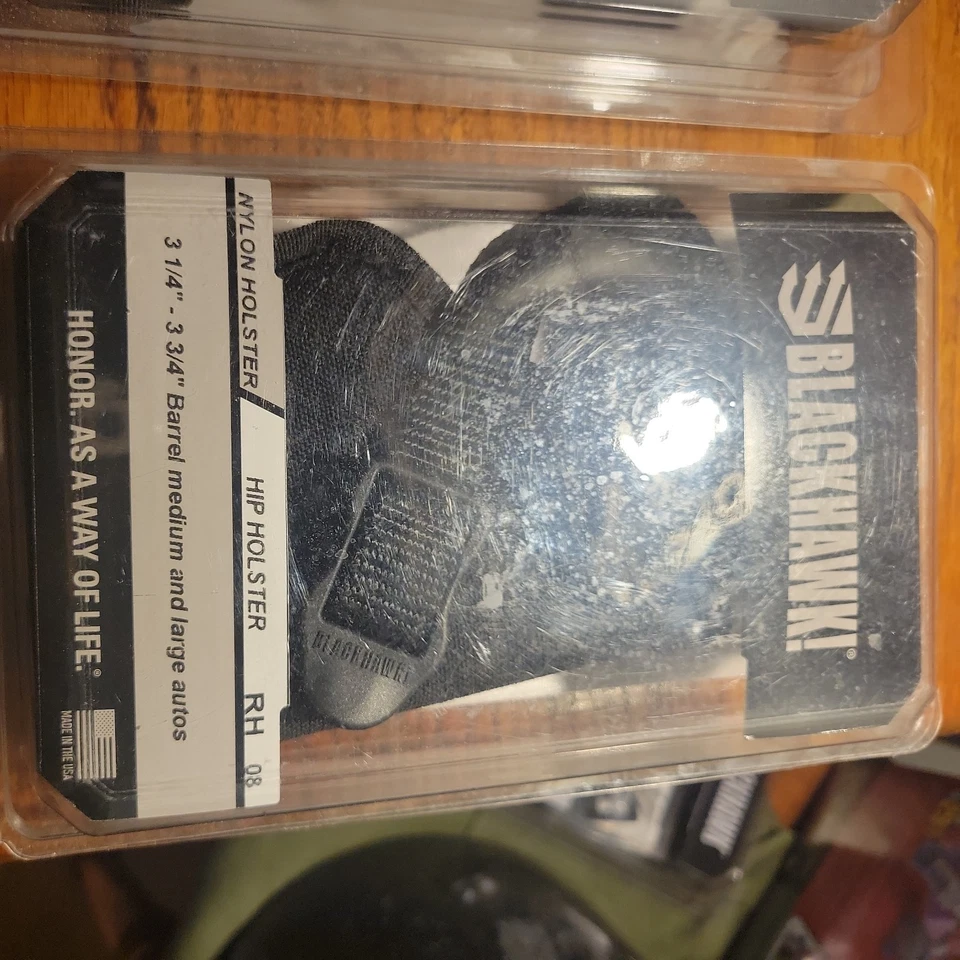 BLACKHAWK!®
BLACKHAWK!
NYLON HOLSTER
HIP HOLSTER
RH
08
3 1/4" - 3 3/4" Barrel medium and large autos
HONOR. AS A WAY OF LIFE.®
MADE IN THE USA